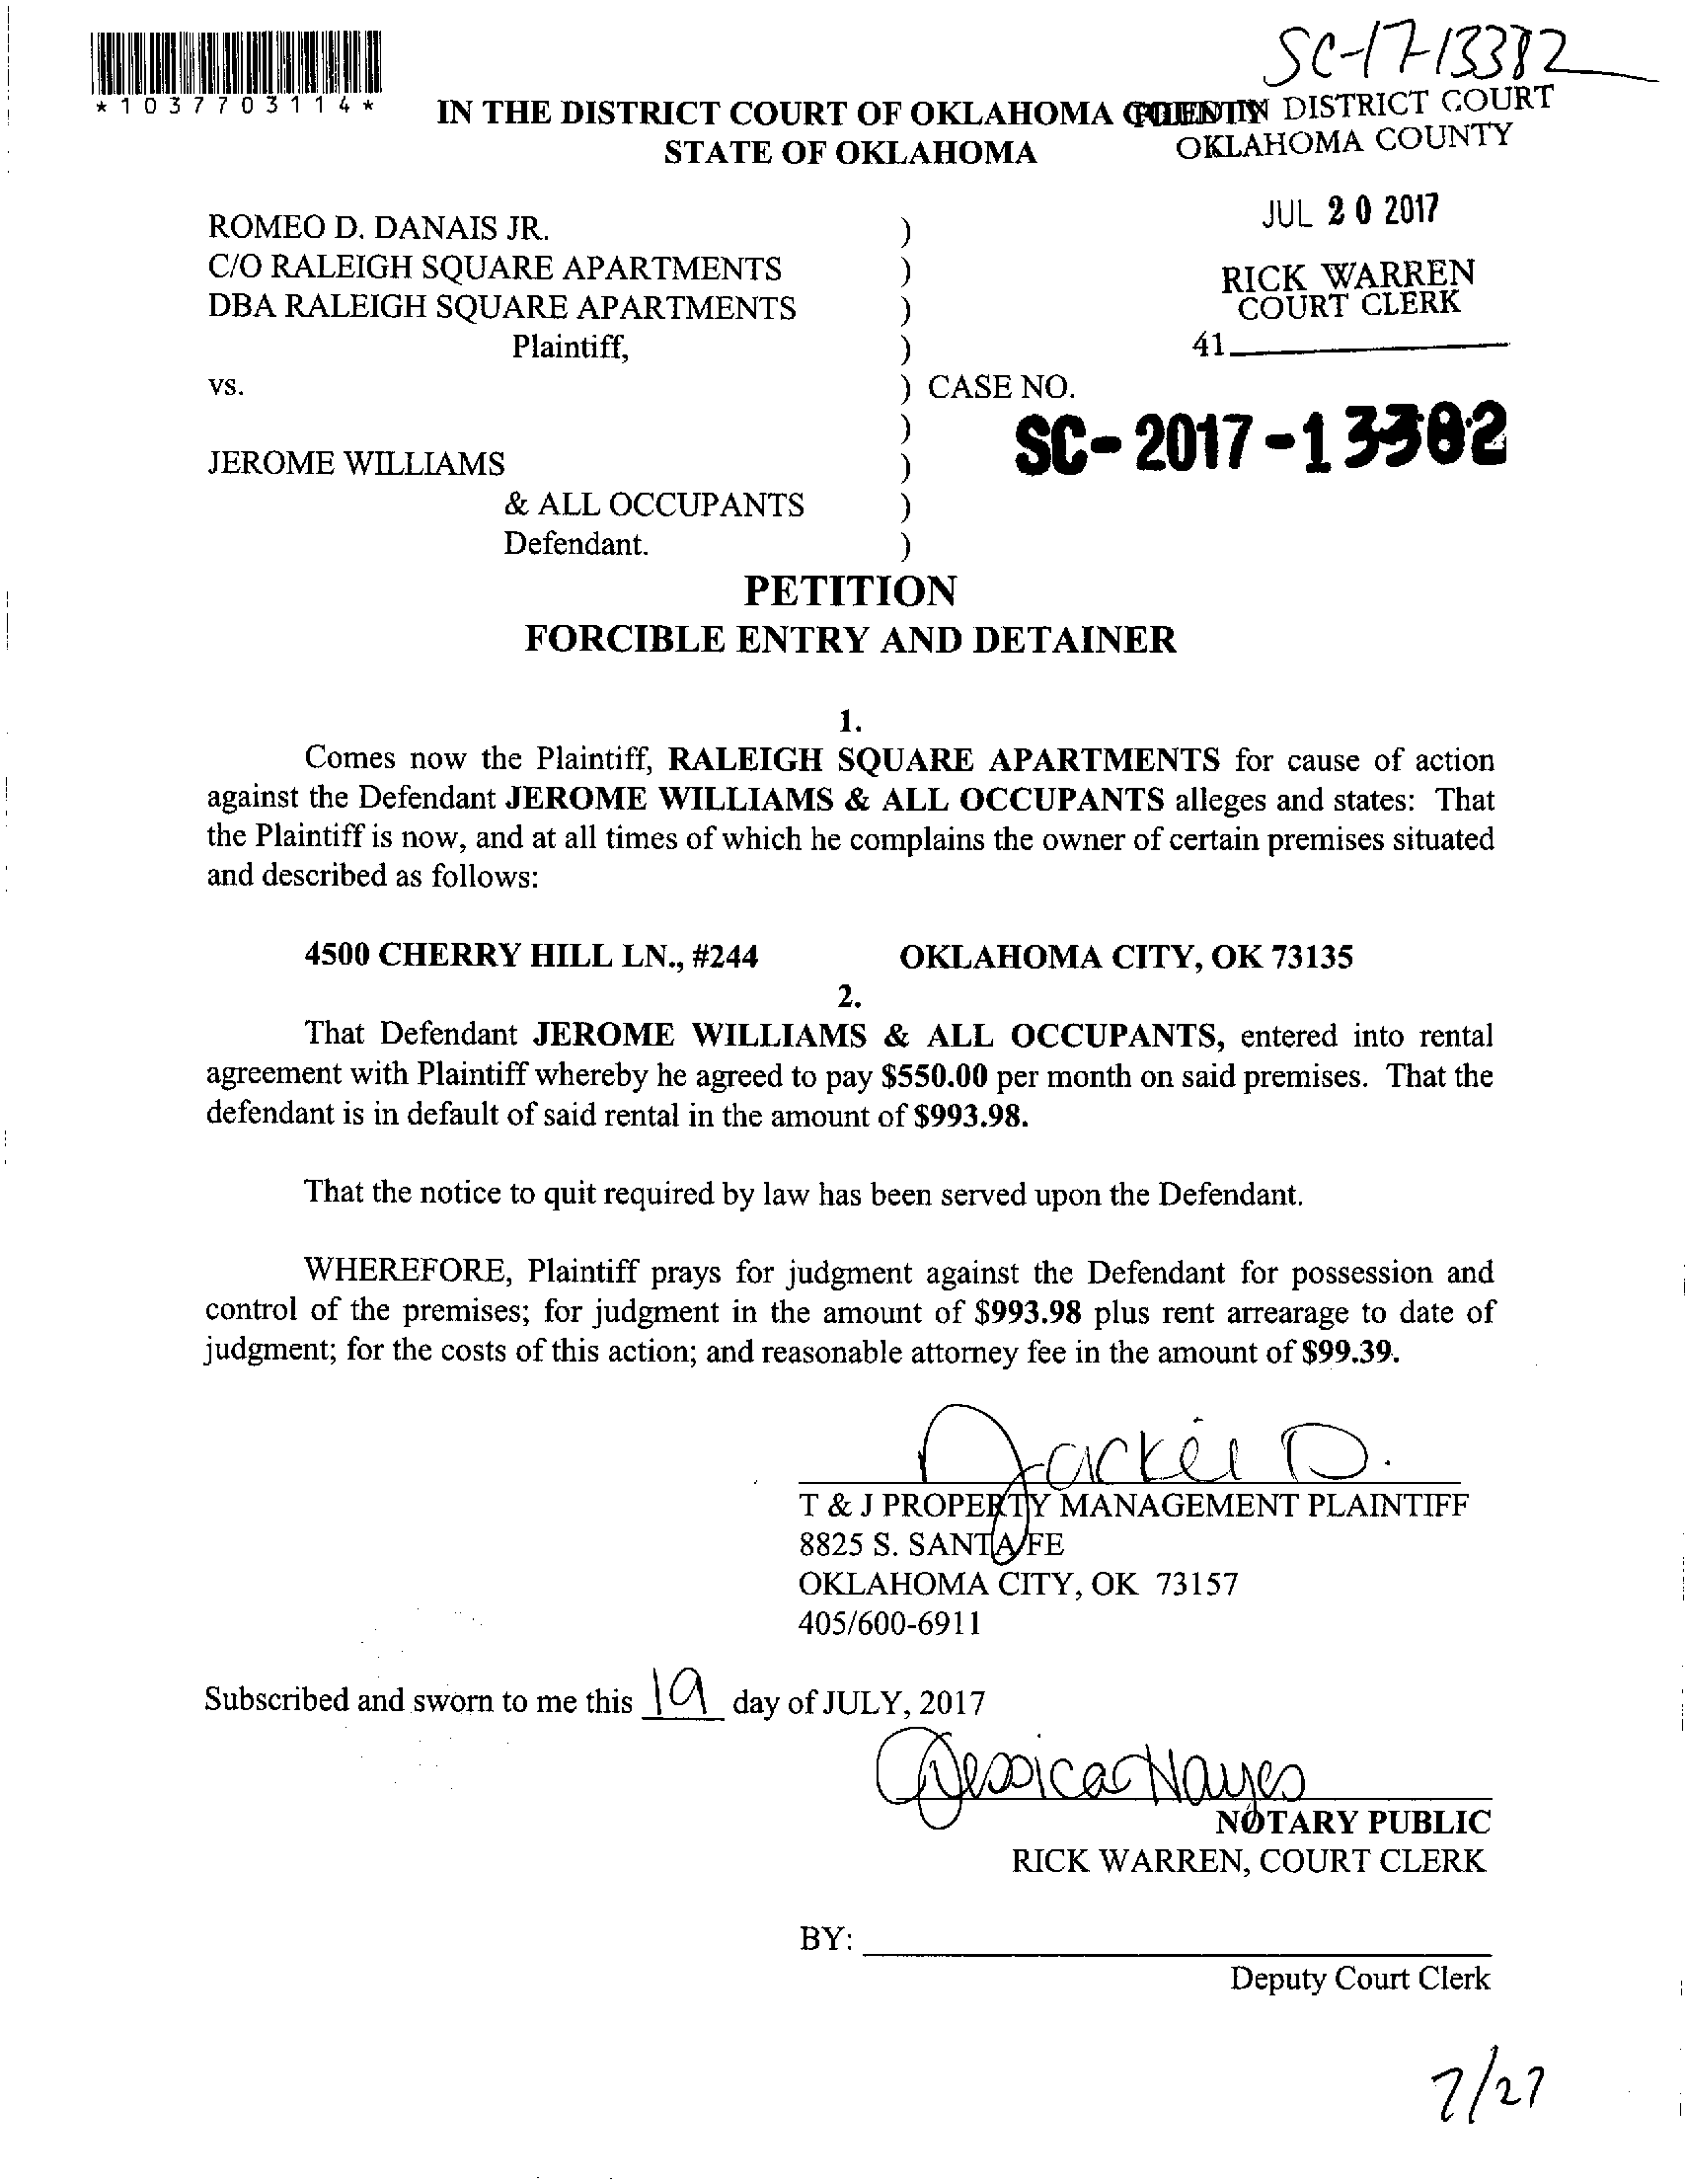 SC-17-13382
*1037703114*
IN THE DISTRICT COURT OF OKLAHOMA COUNTY
STATE OF OKLAHOMA
FILED IN DISTRICT COURT
OKLAHOMA COUNTY
JUL 20 2017
RICK WARREN
COURT CLERK
41
ROMEO D. DANAIS JR. )
C/O RALEIGH SQUARE APARTMENTS )
DBA RALEIGH SQUARE APARTMENTS )
Plaintiff, )
vs. ) CASE NO.
) SC-2017-13382
JEROME WILLIAMS )
& ALL OCCUPANTS )
Defendant. )
PETITION
FORCIBLE ENTRY AND DETAINER
1.
Comes now the Plaintiff, RALEIGH SQUARE APARTMENTS for cause of action
against the Defendant JEROME WILLIAMS & ALL OCCUPANTS alleges and states: That
the Plaintiff is now, and at all times of which he complains the owner of certain premises situated
and described as follows:
4500 CHERRY HILL LN., #244 OKLAHOMA CITY, OK 73135
2.
That Defendant JEROME WILLIAMS & ALL OCCUPANTS, entered into rental
agreement with Plaintiff whereby he agreed to pay $550.00 per month on said premises. That the
defendant is in default of said rental in the amount of $993.98.
That the notice to quit required by law has been served upon the Defendant.
WHEREFORE, Plaintiff prays for judgment against the Defendant for possession and
control of the premises; for judgment in the amount of $993.98 plus rent arrearage to date of
judgment; for the costs of this action; and reasonable attorney fee in the amount of $99.39.
Jackei D.
T & J PROPERTY MANAGEMENT PLAINTIFF
8825 S. SANTA FE
OKLAHOMA CITY, OK 73157
405/600-6911
Subscribed and sworn to me this 19 day of JULY, 2017
Jessica Hayes
NOTARY PUBLIC
RICK WARREN, COURT CLERK
BY:
Deputy Court Clerk
7/27